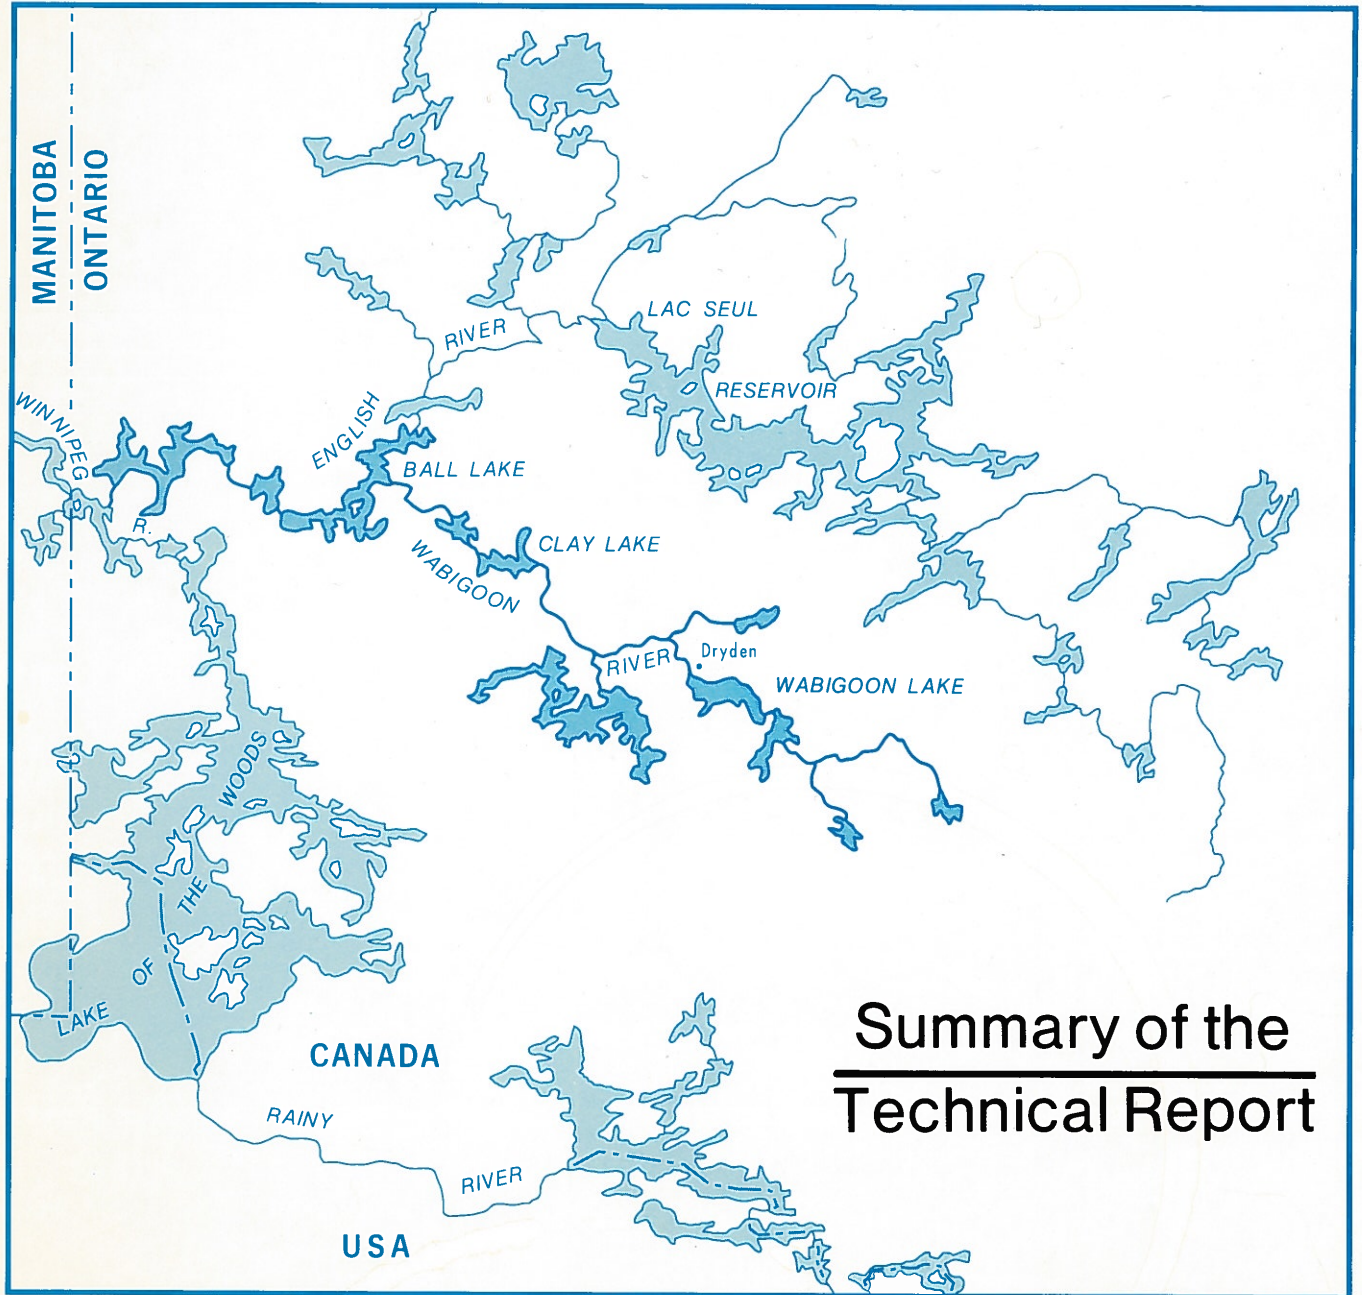 MANITOBA
ONTARIO
LAC SEUL
RIVER
RESERVOIR
WINNIPEG
ENGLISH
BALL LAKE
R.
CLAY LAKE
WABIGOON
RIVER
Dryden
WABIGOON LAKE
WOODS
THE
OF
LAKE
Summary of the
Technical Report
CANADA
RAINY
RIVER
USA